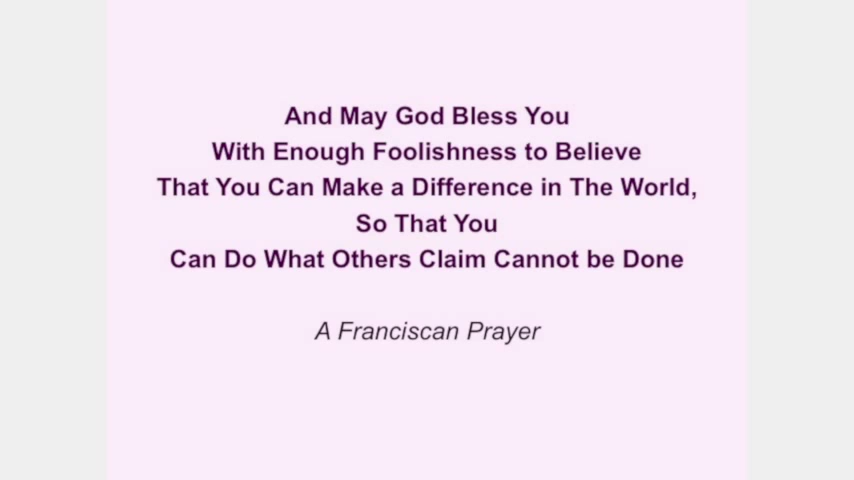 And May God Bless You
With Enough Foolishness to Believe
That You Can Make a Difference in The World,
So That You
Can Do What Others Claim Cannot be Done
A Franciscan Prayer